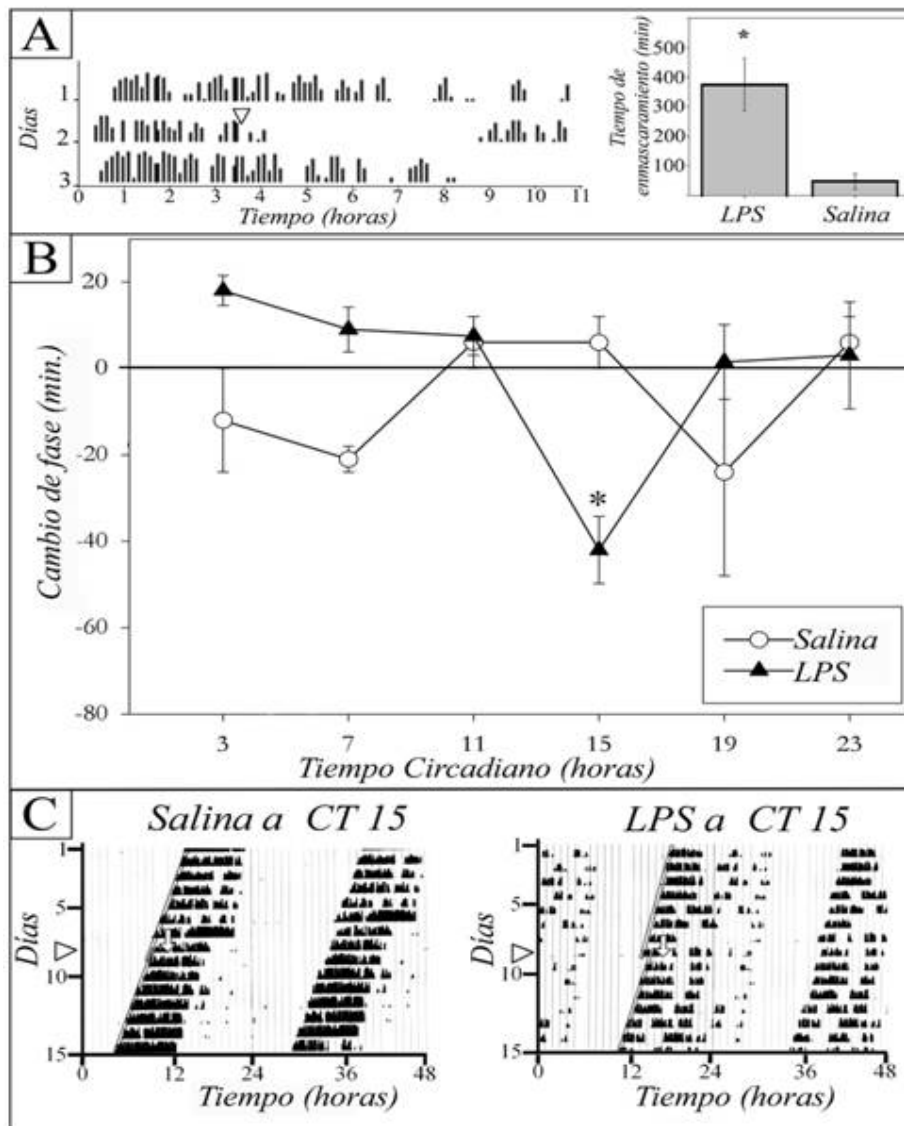 A
Días
1
2
3
0 1 2 3 4 5 6 7 8 9 10 11
Tiempo (horas)
Tiempo de
enmascaramiento (min)
500
400
300
200
100
*
LPS Salina
B
Cambio de fase (min.)
20
0
-20
-40
-60
-80
*
Salina
LPS
3 7 11 15 19 23
Tiempo Circadiano (horas)
C
Salina a CT 15
Días
1
5
10
15
0 12 24 36 48
Tiempo (horas)
LPS a CT 15
Días
1
5
10
15
0 12 24 36 48
Tiempo (horas)